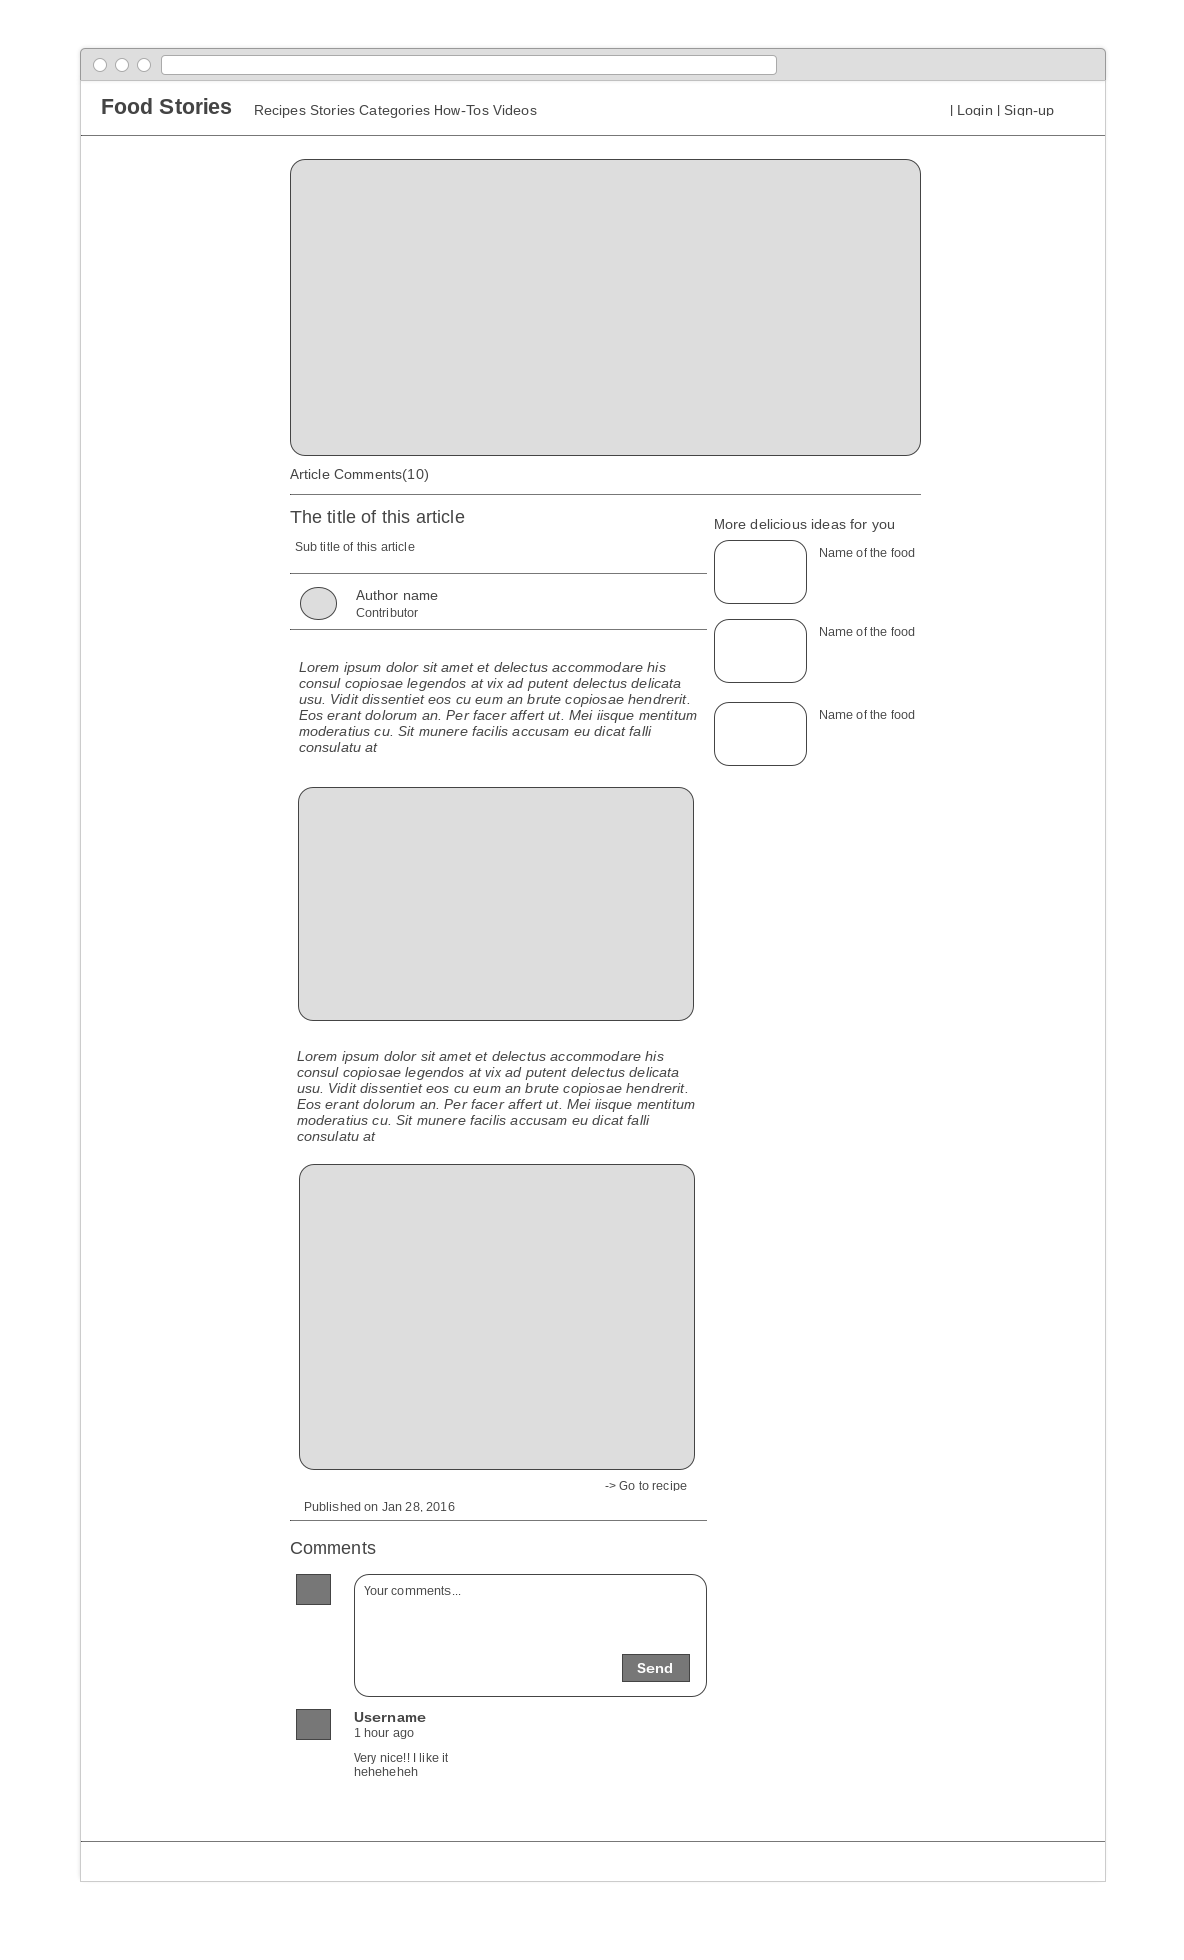 Food Stories
Recipes Stories Categories How-Tos Videos
| Login | Sign-up
Article Comments(10)
The title of this article
Sub title of this article
Author name
Contributor
Lorem ipsum dolor sit amet et delectus accommodare his
consul copiosae legendos at vix ad putent delectus delicata
usu. Vidit dissentiet eos cu eum an brute copiosae hendrerit.
Eos erant dolorum an. Per facer affert ut. Mei iisque mentitum
moderatius cu. Sit munere facilis accusam eu dicat falli
consulatu at
More delicious ideas for you
Name of the food
Name of the food
Name of the food
Lorem ipsum dolor sit amet et delectus accommodare his
consul copiosae legendos at vix ad putent delectus delicata
usu. Vidit dissentiet eos cu eum an brute copiosae hendrerit.
Eos erant dolorum an. Per facer affert ut. Mei iisque mentitum
moderatius cu. Sit munere facilis accusam eu dicat falli
consulatu at
-> Go to recipe
Published on Jan 28, 2016
Comments
Your comments...
Send
Username
1 hour ago
Very nice!! I like it
heheheheh